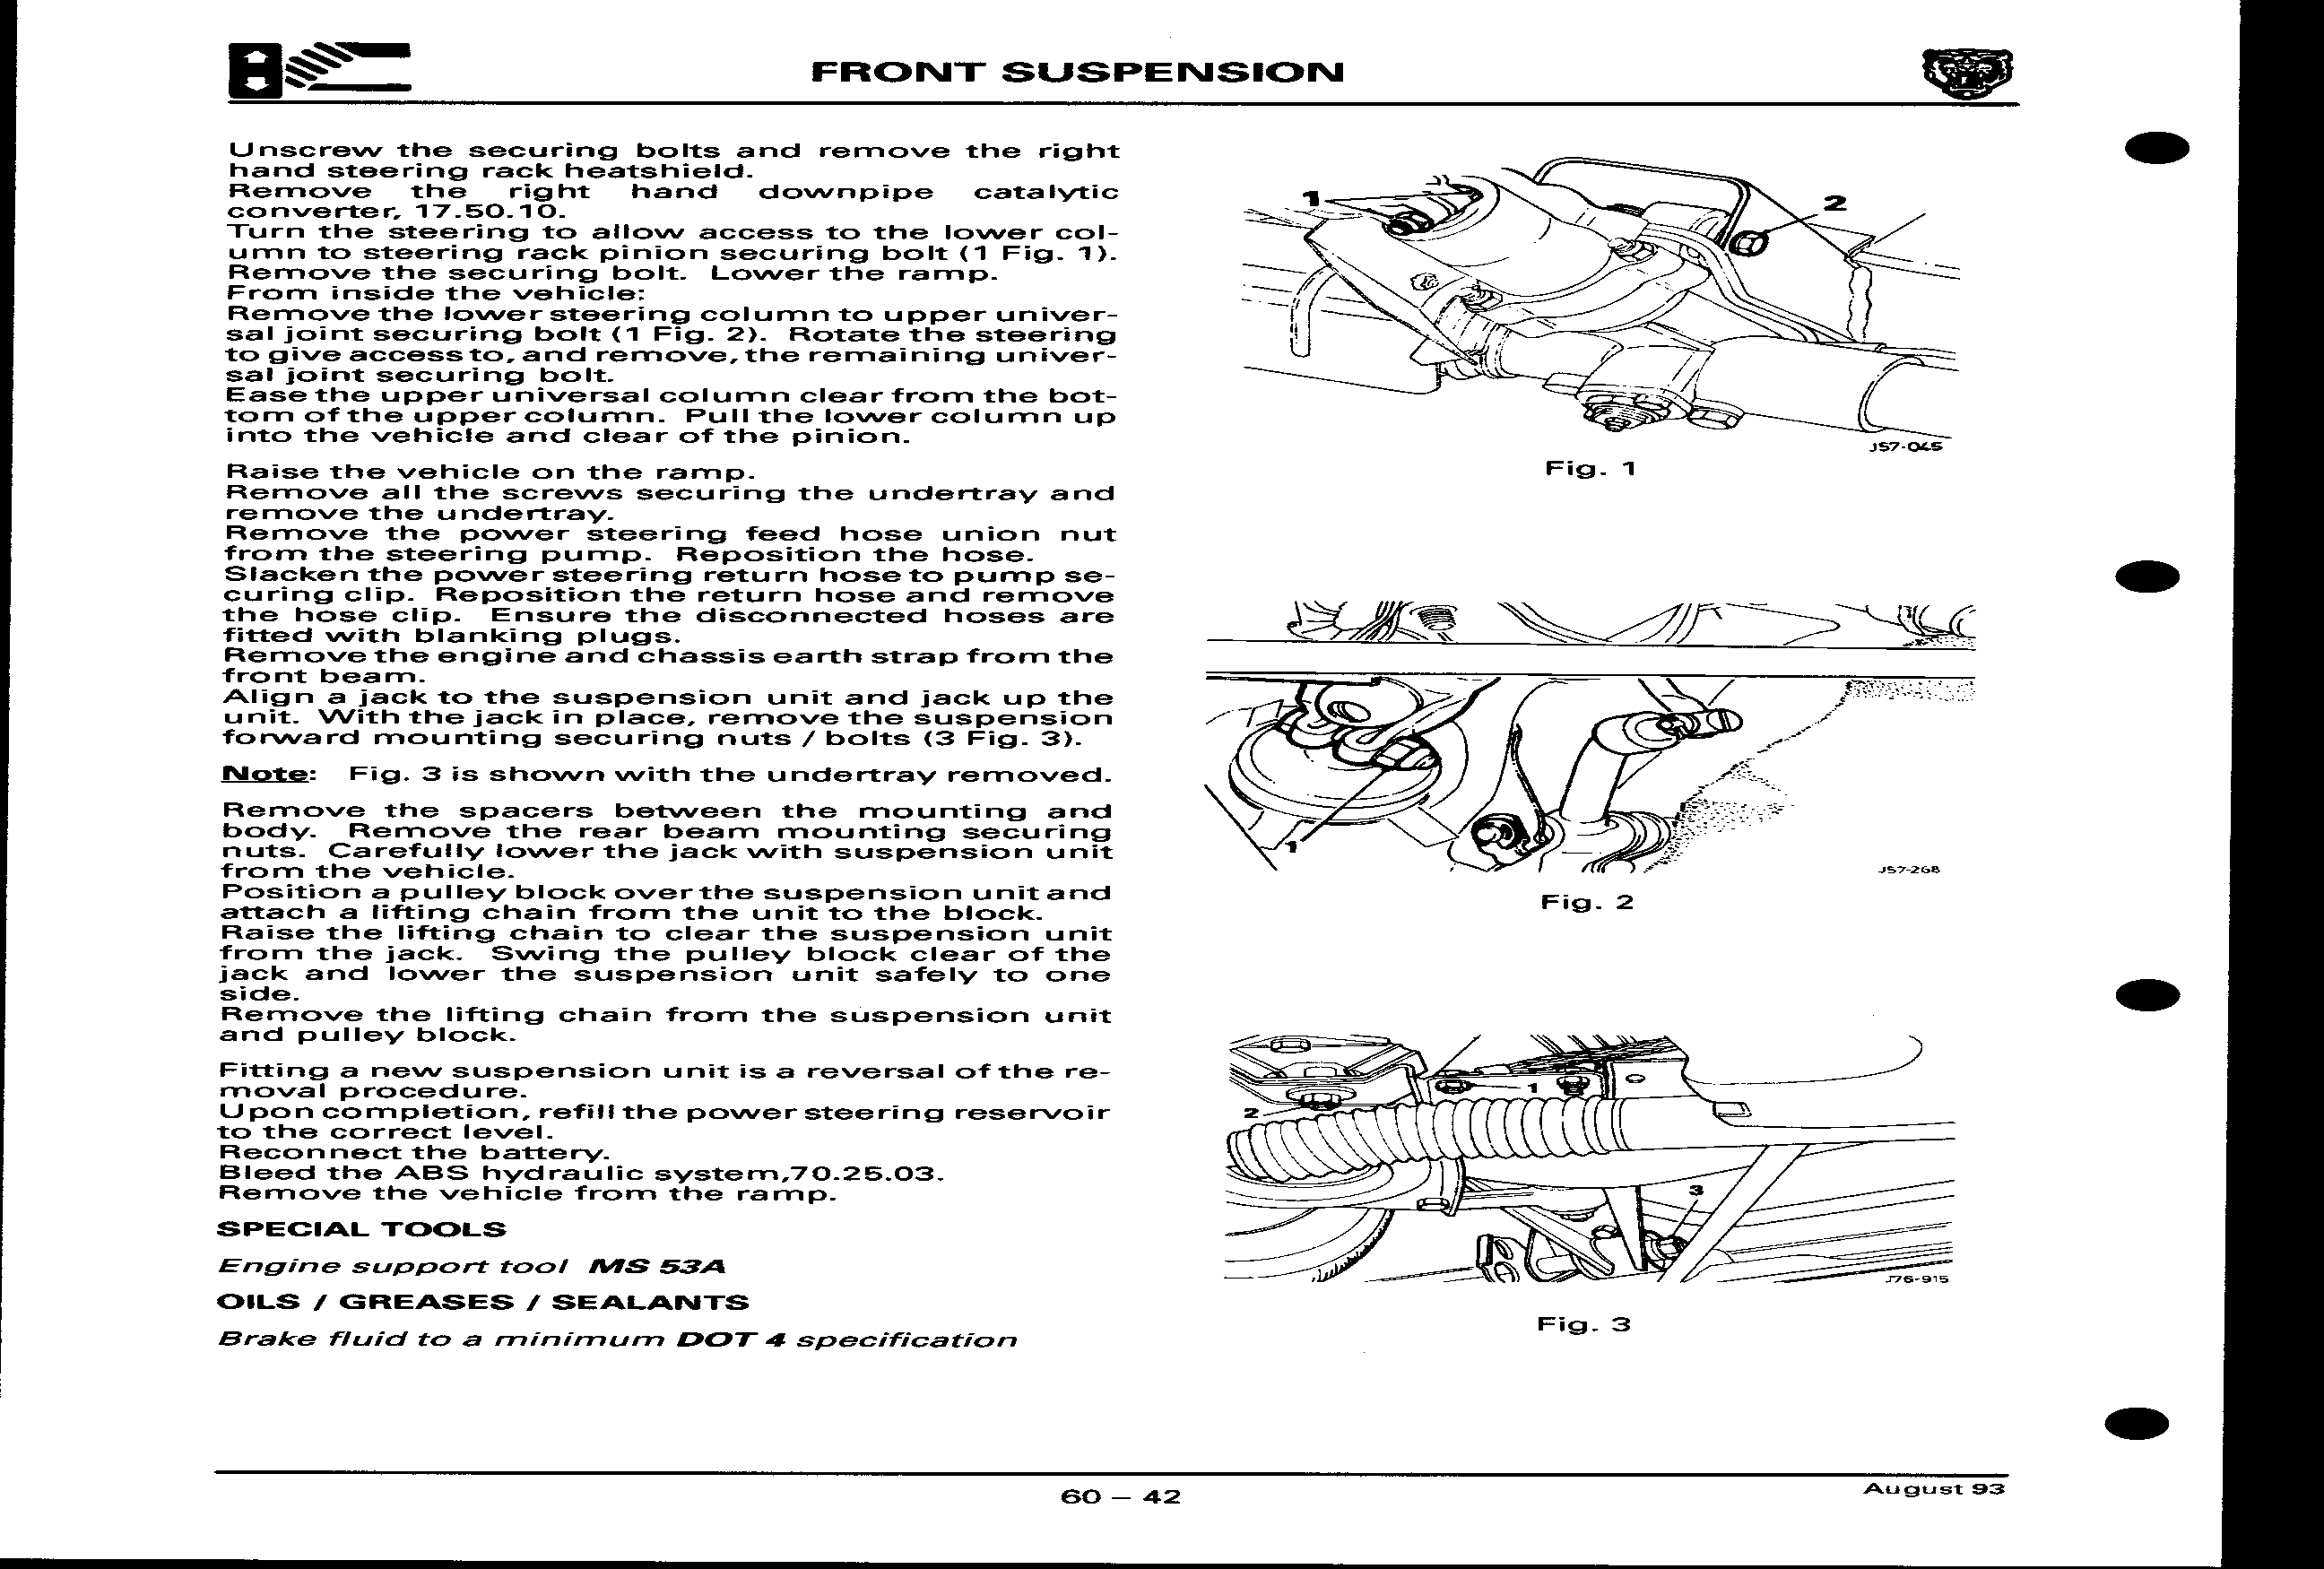 FRONT SUSPENSION
Unscrew the securing bolts and remove the right
hand steering rack heatshield.
Remove the right hand downpipe catalytic
converter, 17.50.10.
Turn the steering to allow access to the lower col-
umn to steering rack pinion securing bolt (1 Fig. 1).
Remove the securing bolt. Lower the ramp.
From inside the vehicle:
Remove the lower steering column to upper univer-
sal joint securing bolt (1 Fig. 2). Rotate the steering
to give access to, and remove, the remaining univer-
sal joint securing bolt.
Ease the upper universal column clear from the bot-
tom of the upper column. Pull the lower column up
into the vehicle and clear of the pinion.
Raise the vehicle on the ramp.
Remove all the screws securing the undertray and
remove the undertray.
Remove the power steering feed hose union nut
from the steering pump. Reposition the hose.
Slacken the power steering return hose to pump se-
curing clip. Reposition the return hose and remove
the hose clip. Ensure the disconnected hoses are
fitted with blanking plugs.
Remove the engine and chassis earth strap from the
front beam.
Align a jack to the suspension unit and jack up the
unit. With the jack in place, remove the suspension
forward mounting securing nuts / bolts (3 Fig. 3).
Note: Fig. 3 is shown with the undertray removed.
Remove the spacers between the mounting and
body. Remove the rear beam mounting securing
nuts. Carefully lower the jack with suspension unit
from the vehicle.
Position a pulley block over the suspension unit and
attach a lifting chain from the unit to the block.
Raise the lifting chain to clear the suspension unit
from the jack. Swing the pulley block clear of the
jack and lower the suspension unit safely to one
side.
Remove the lifting chain from the suspension unit
and pulley block.
Fitting a new suspension unit is a reversal of the re-
moval procedure.
Upon completion, refill the power steering reservoir
to the correct level.
Reconnect the battery.
Bleed the ABS hydraulic system,70.25.03.
Remove the vehicle from the ramp.
SPECIAL TOOLS
Engine support tool MS 53A
OILS / GREASES / SEALANTS
Brake fluid to a minimum DOT 4 specification
1
2
J57-045
Fig. 1
1
J57-268
Fig. 2
1
2
3
J76-915
Fig. 3
60 — 42
August 93